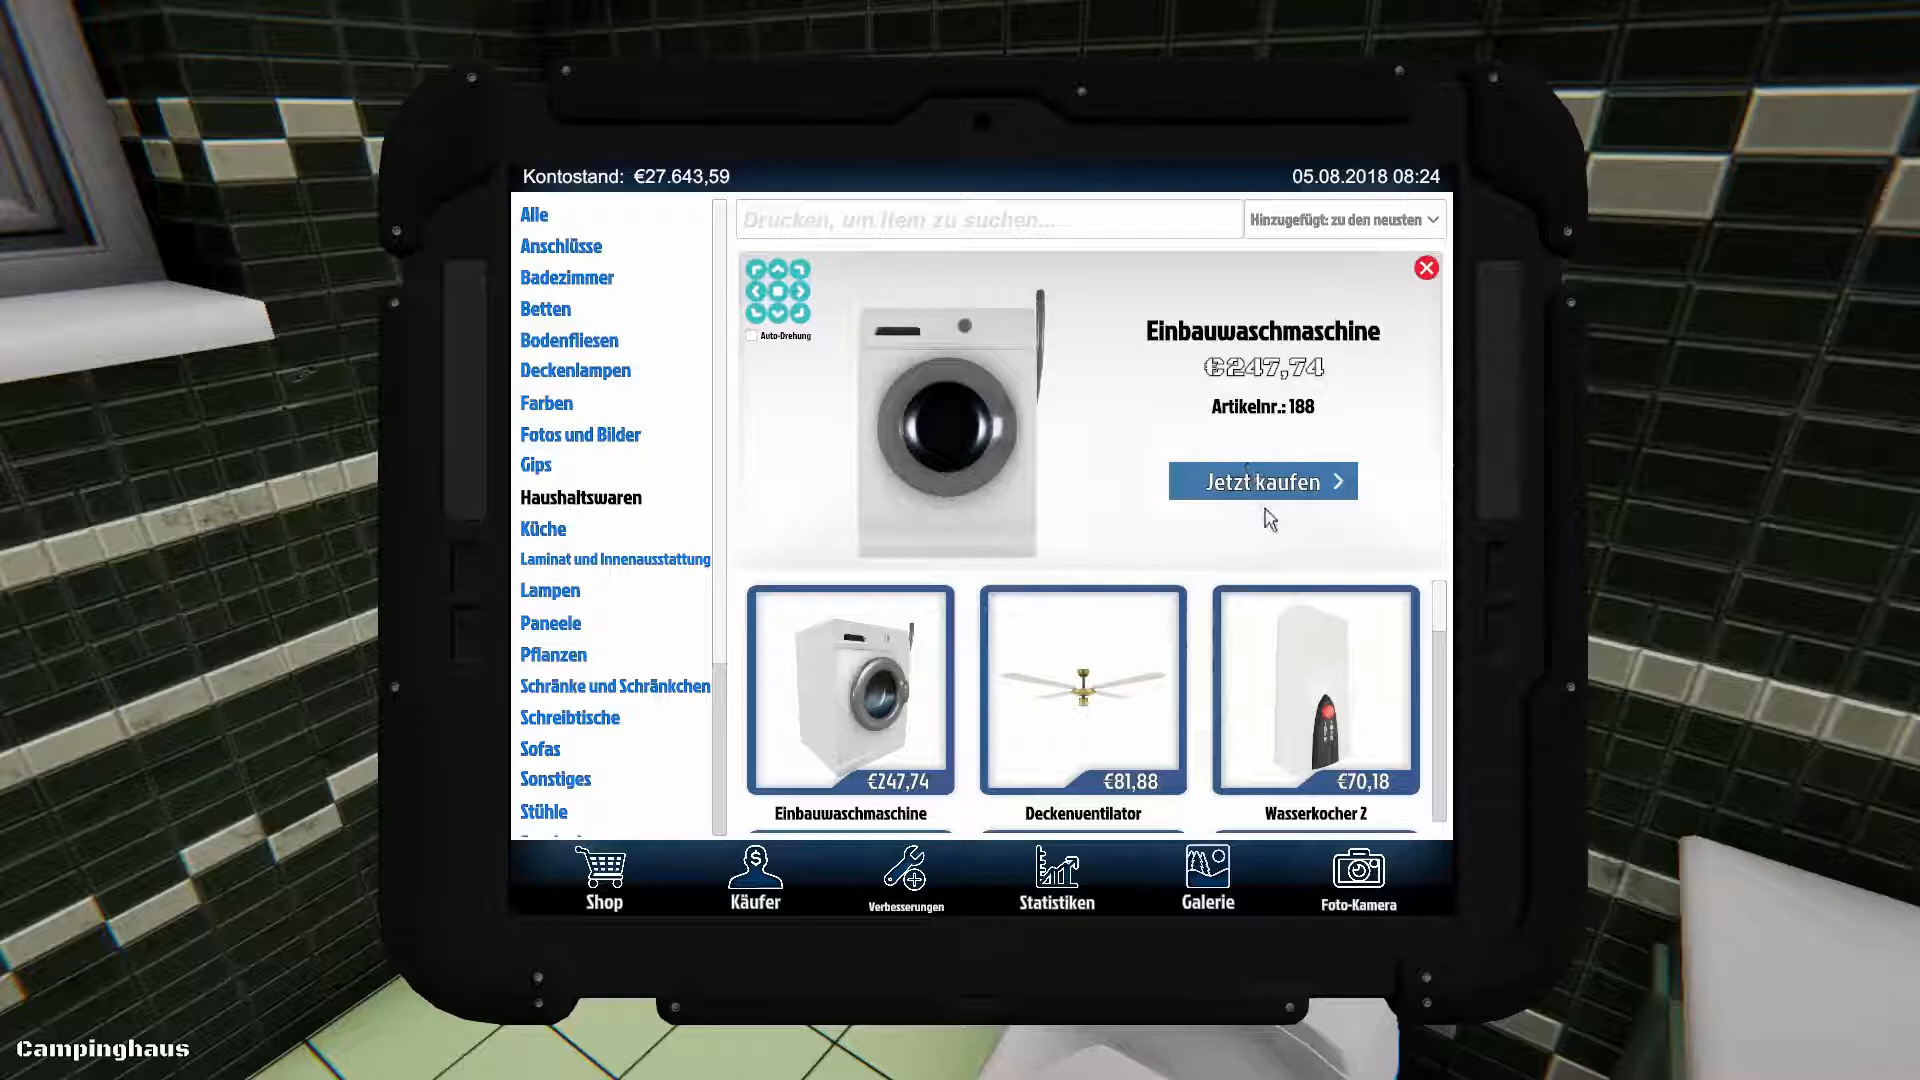 Kontostand: €27.643,59
05.08.2018 08:24
Alle
Anschlüsse
Badezimmer
Betten
Bodenfliesen
Deckenlampen
Farben
Fotos und Bilder
Gips
Haushaltswaren
Küche
Laminat und Innenausstattung
Lampen
Paneele
Pflanzen
Schränke und Schränkchen
Schreibtische
Sofas
Sonstiges
Stühle
Drucken, um Item zu suchen...
Hinzugefügt: zu den neusten
Auto-Drehung
Einbauwaschmaschine
€247,74
Artikelnr.: 188
Jetzt kaufen
€247,74
Einbauwaschmaschine
€81,88
Deckenventilator
€70,18
Wasserkocher 2
Shop
Käufer
Verbesserungen
Statistiken
Galerie
Foto-Kamera
Campinghaus